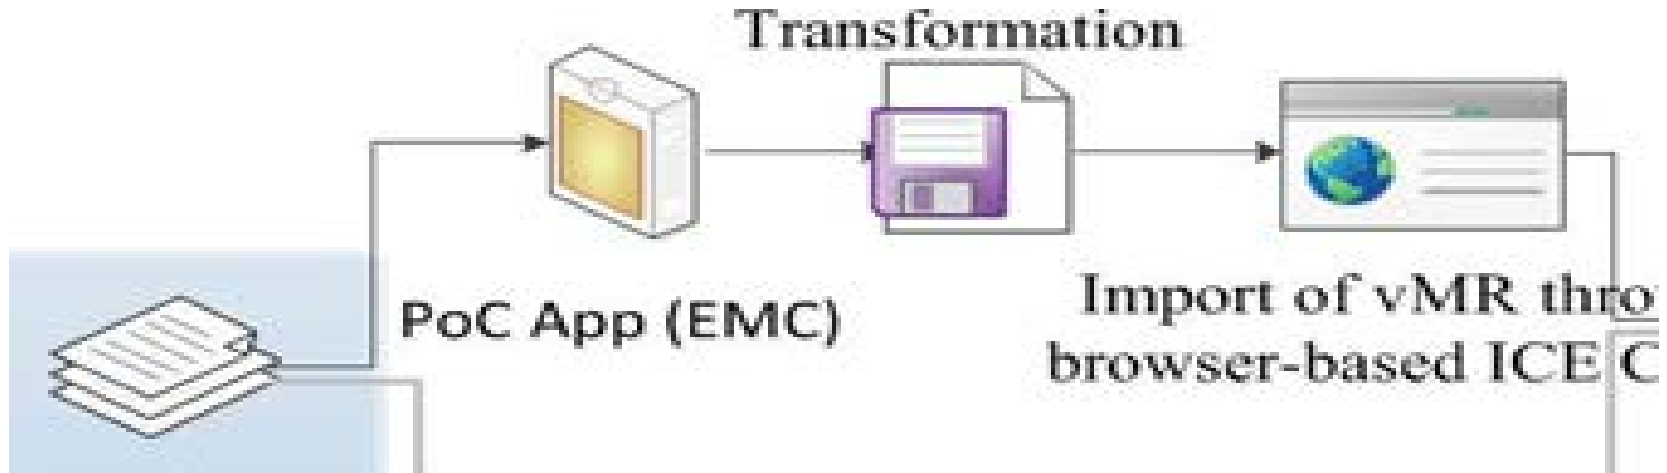 Transformation
PoC App (EMC)
Import of vMR thro
browser-based ICE C